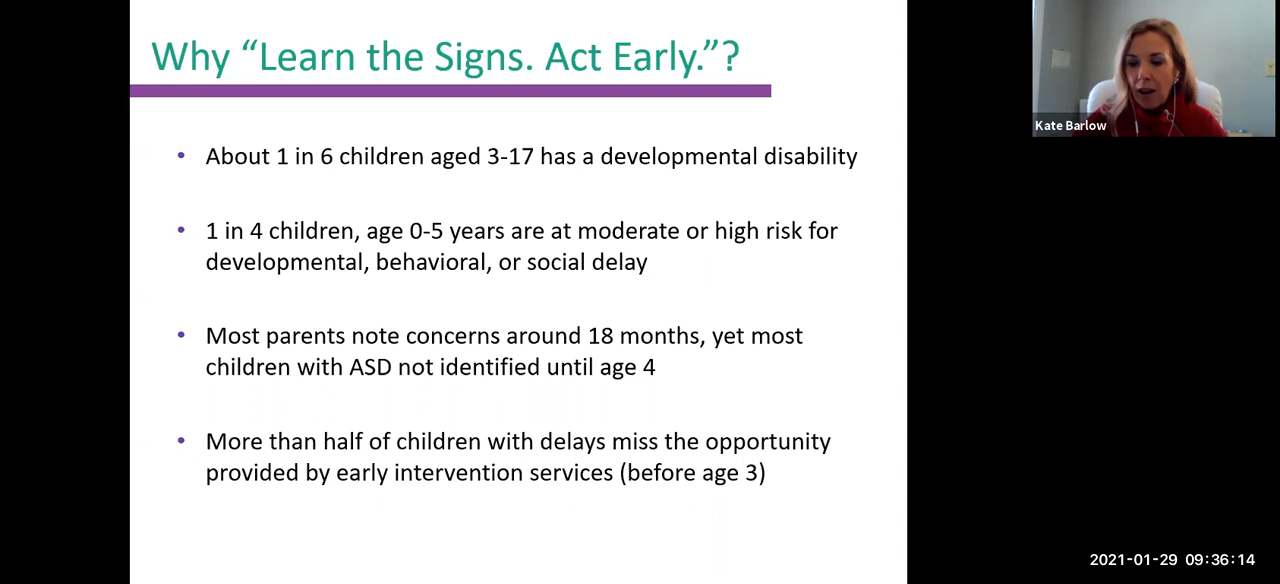 Why “Learn the Signs. Act Early.”?
• About 1 in 6 children aged 3-17 has a developmental disability
• 1 in 4 children, age 0-5 years are at moderate or high risk for
developmental, behavioral, or social delay
• Most parents note concerns around 18 months, yet most
children with ASD not identified until age 4
• More than half of children with delays miss the opportunity
provided by early intervention services (before age 3)
Kate Barlow
2021-01-29 09:36:14